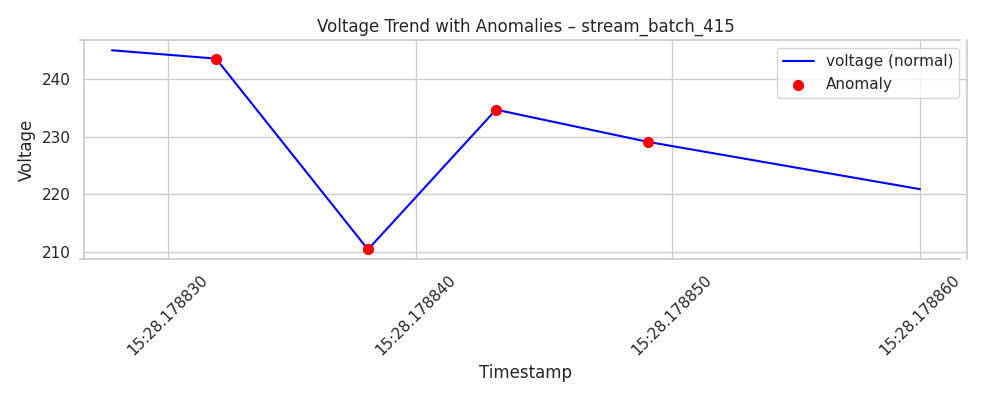 Voltage Trend with Anomalies – stream_batch_415
voltage (normal)
Anomaly
Voltage
240
230
220
210
15:28.178830
15:28.178840
15:28.178850
15:28.178860
Timestamp